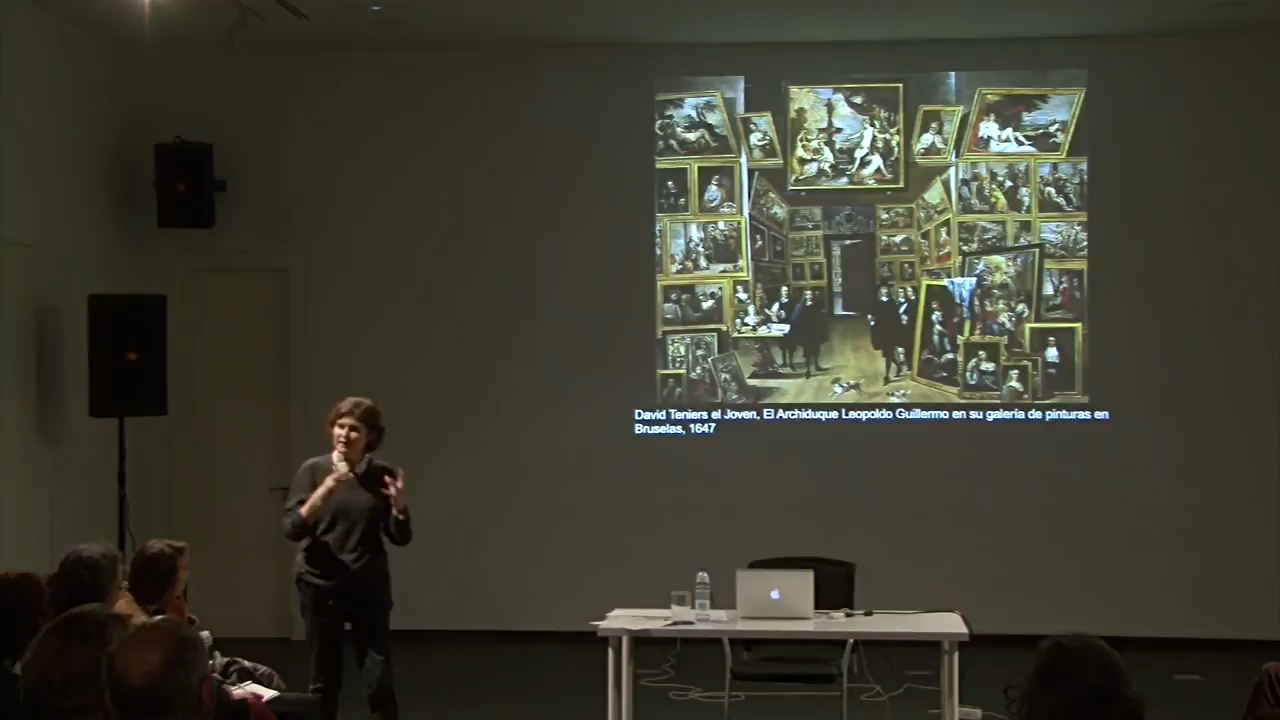 David Teniers el Joven, El Archiduque Leopoldo Guillermo en su galería de pinturas en
Bruselas, 1647